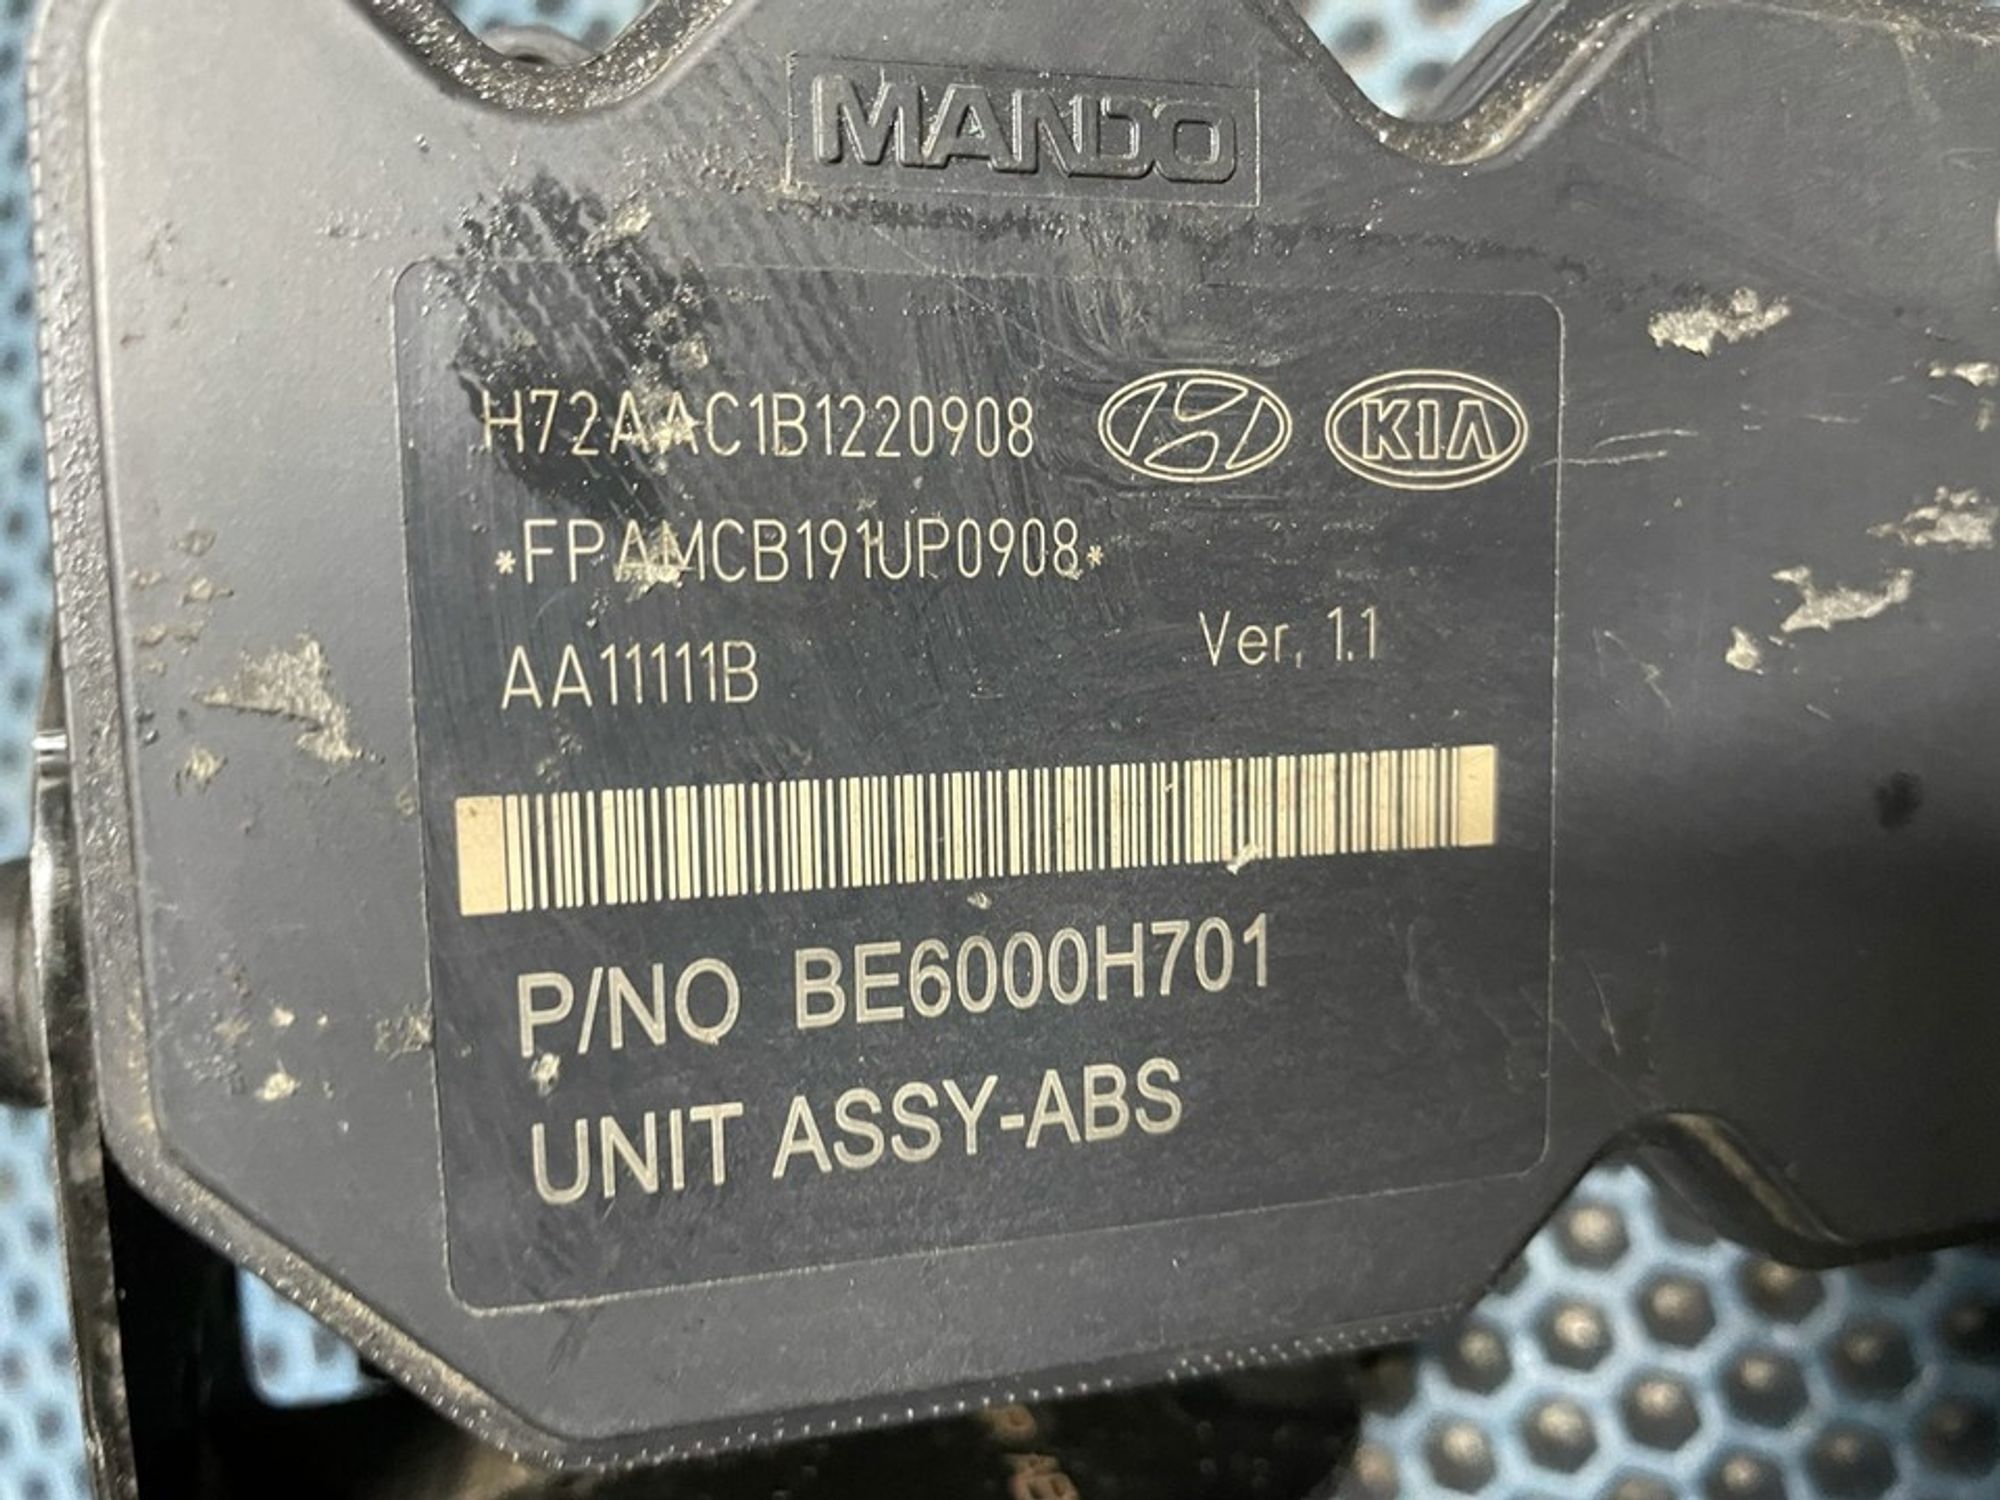 MANDO
H72AAC1B1220908 KIA
*FPAMCB191UP0908*
AA11111B Ver, 1.1
P/NO BE6000H701
UNIT ASSY-ABS